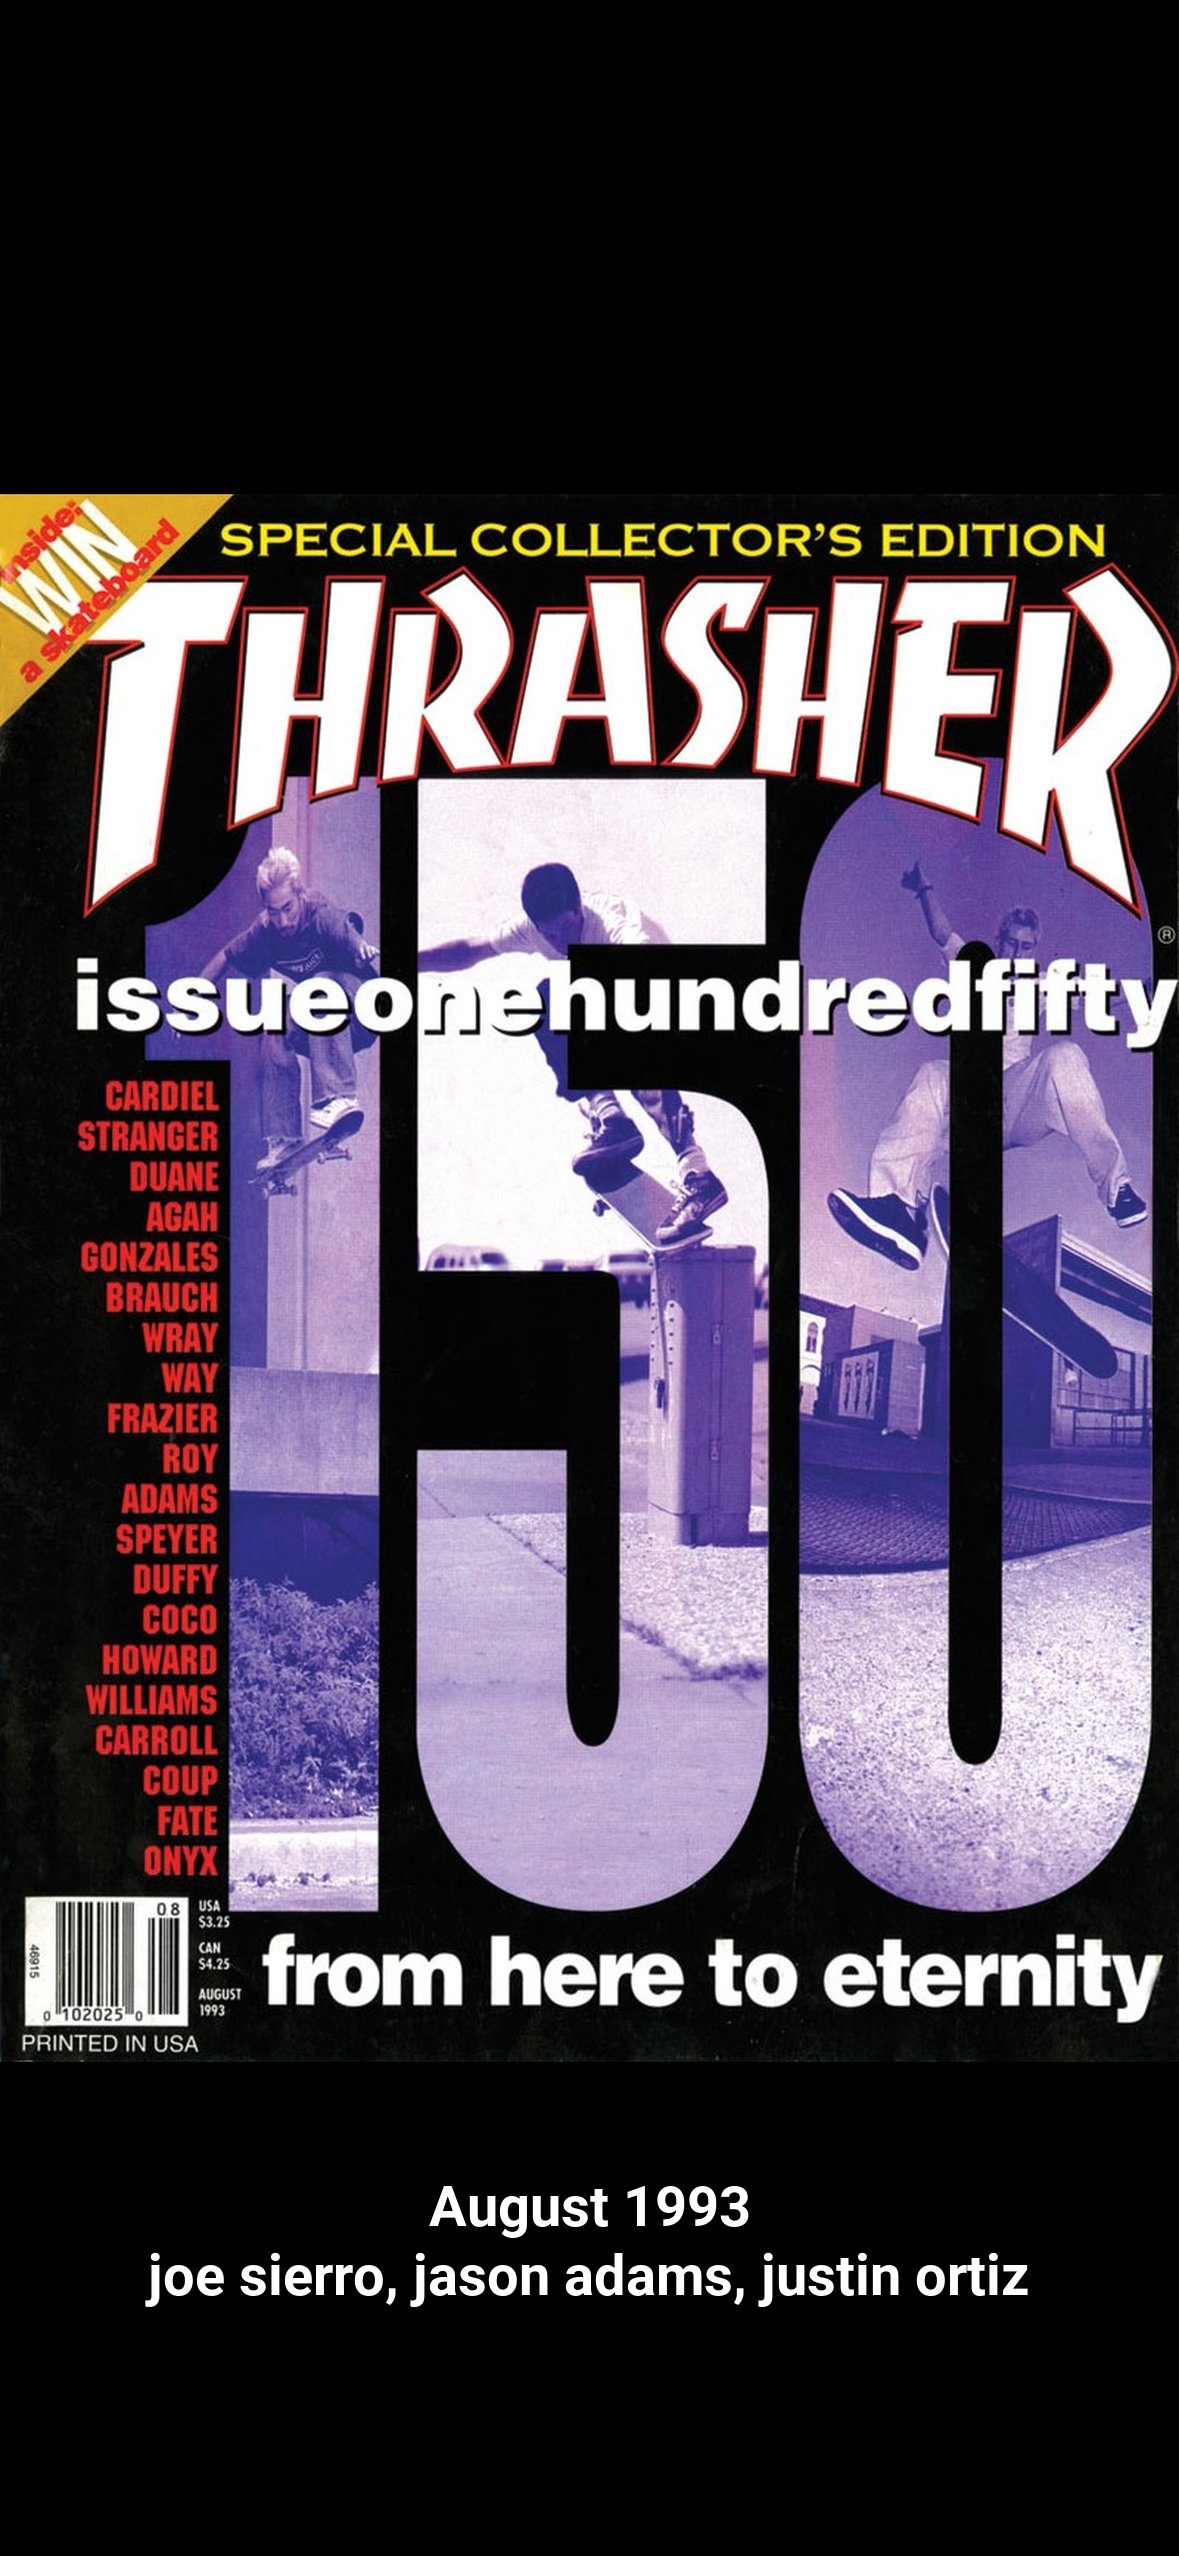 inside:
WIN
a skateboard
SPECIAL COLLECTOR'S EDITION
THRASHER
®
issueonehundredfifty
150
CARDIEL
STRANGER
DUANE
AGAH
GONZALES
BRAUCH
WRAY
WAY
FRAZIER
ROY
ADAMS
SPEYER
DUFFY
COCO
HOWARD
WILLIAMS
CARROLL
COUP
FATE
ONYX
08
46915
0 102025 0
USA
$3.25
CAN
$4.25
AUGUST
1993
PRINTED IN USA
from here to eternity
August 1993
joe sierro, jason adams, justin ortiz